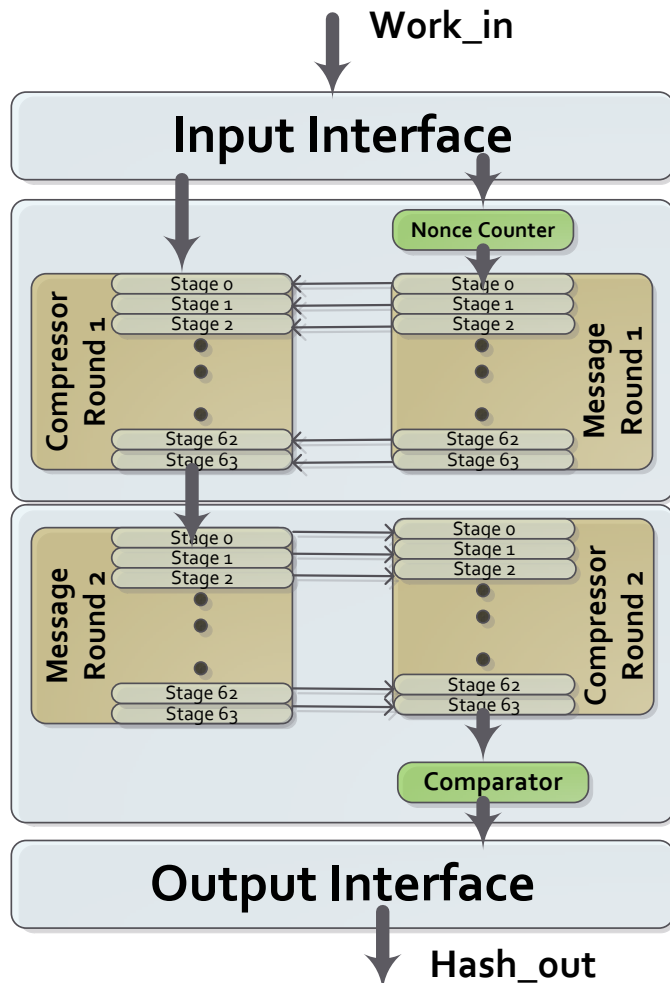 Work_in
Input Interface
Nonce Counter
Compressor
Round 1
Stage 0
Stage 1
Stage 2
Stage 62
Stage 63
Stage 0
Stage 1
Stage 2
Stage 62
Stage 63
Message
Round 1
Message
Round 2
Stage 0
Stage 1
Stage 2
Stage 62
Stage 63
Stage 0
Stage 1
Stage 2
Stage 62
Stage 63
Compressor
Round 2
Comparator
Output Interface
Hash_out